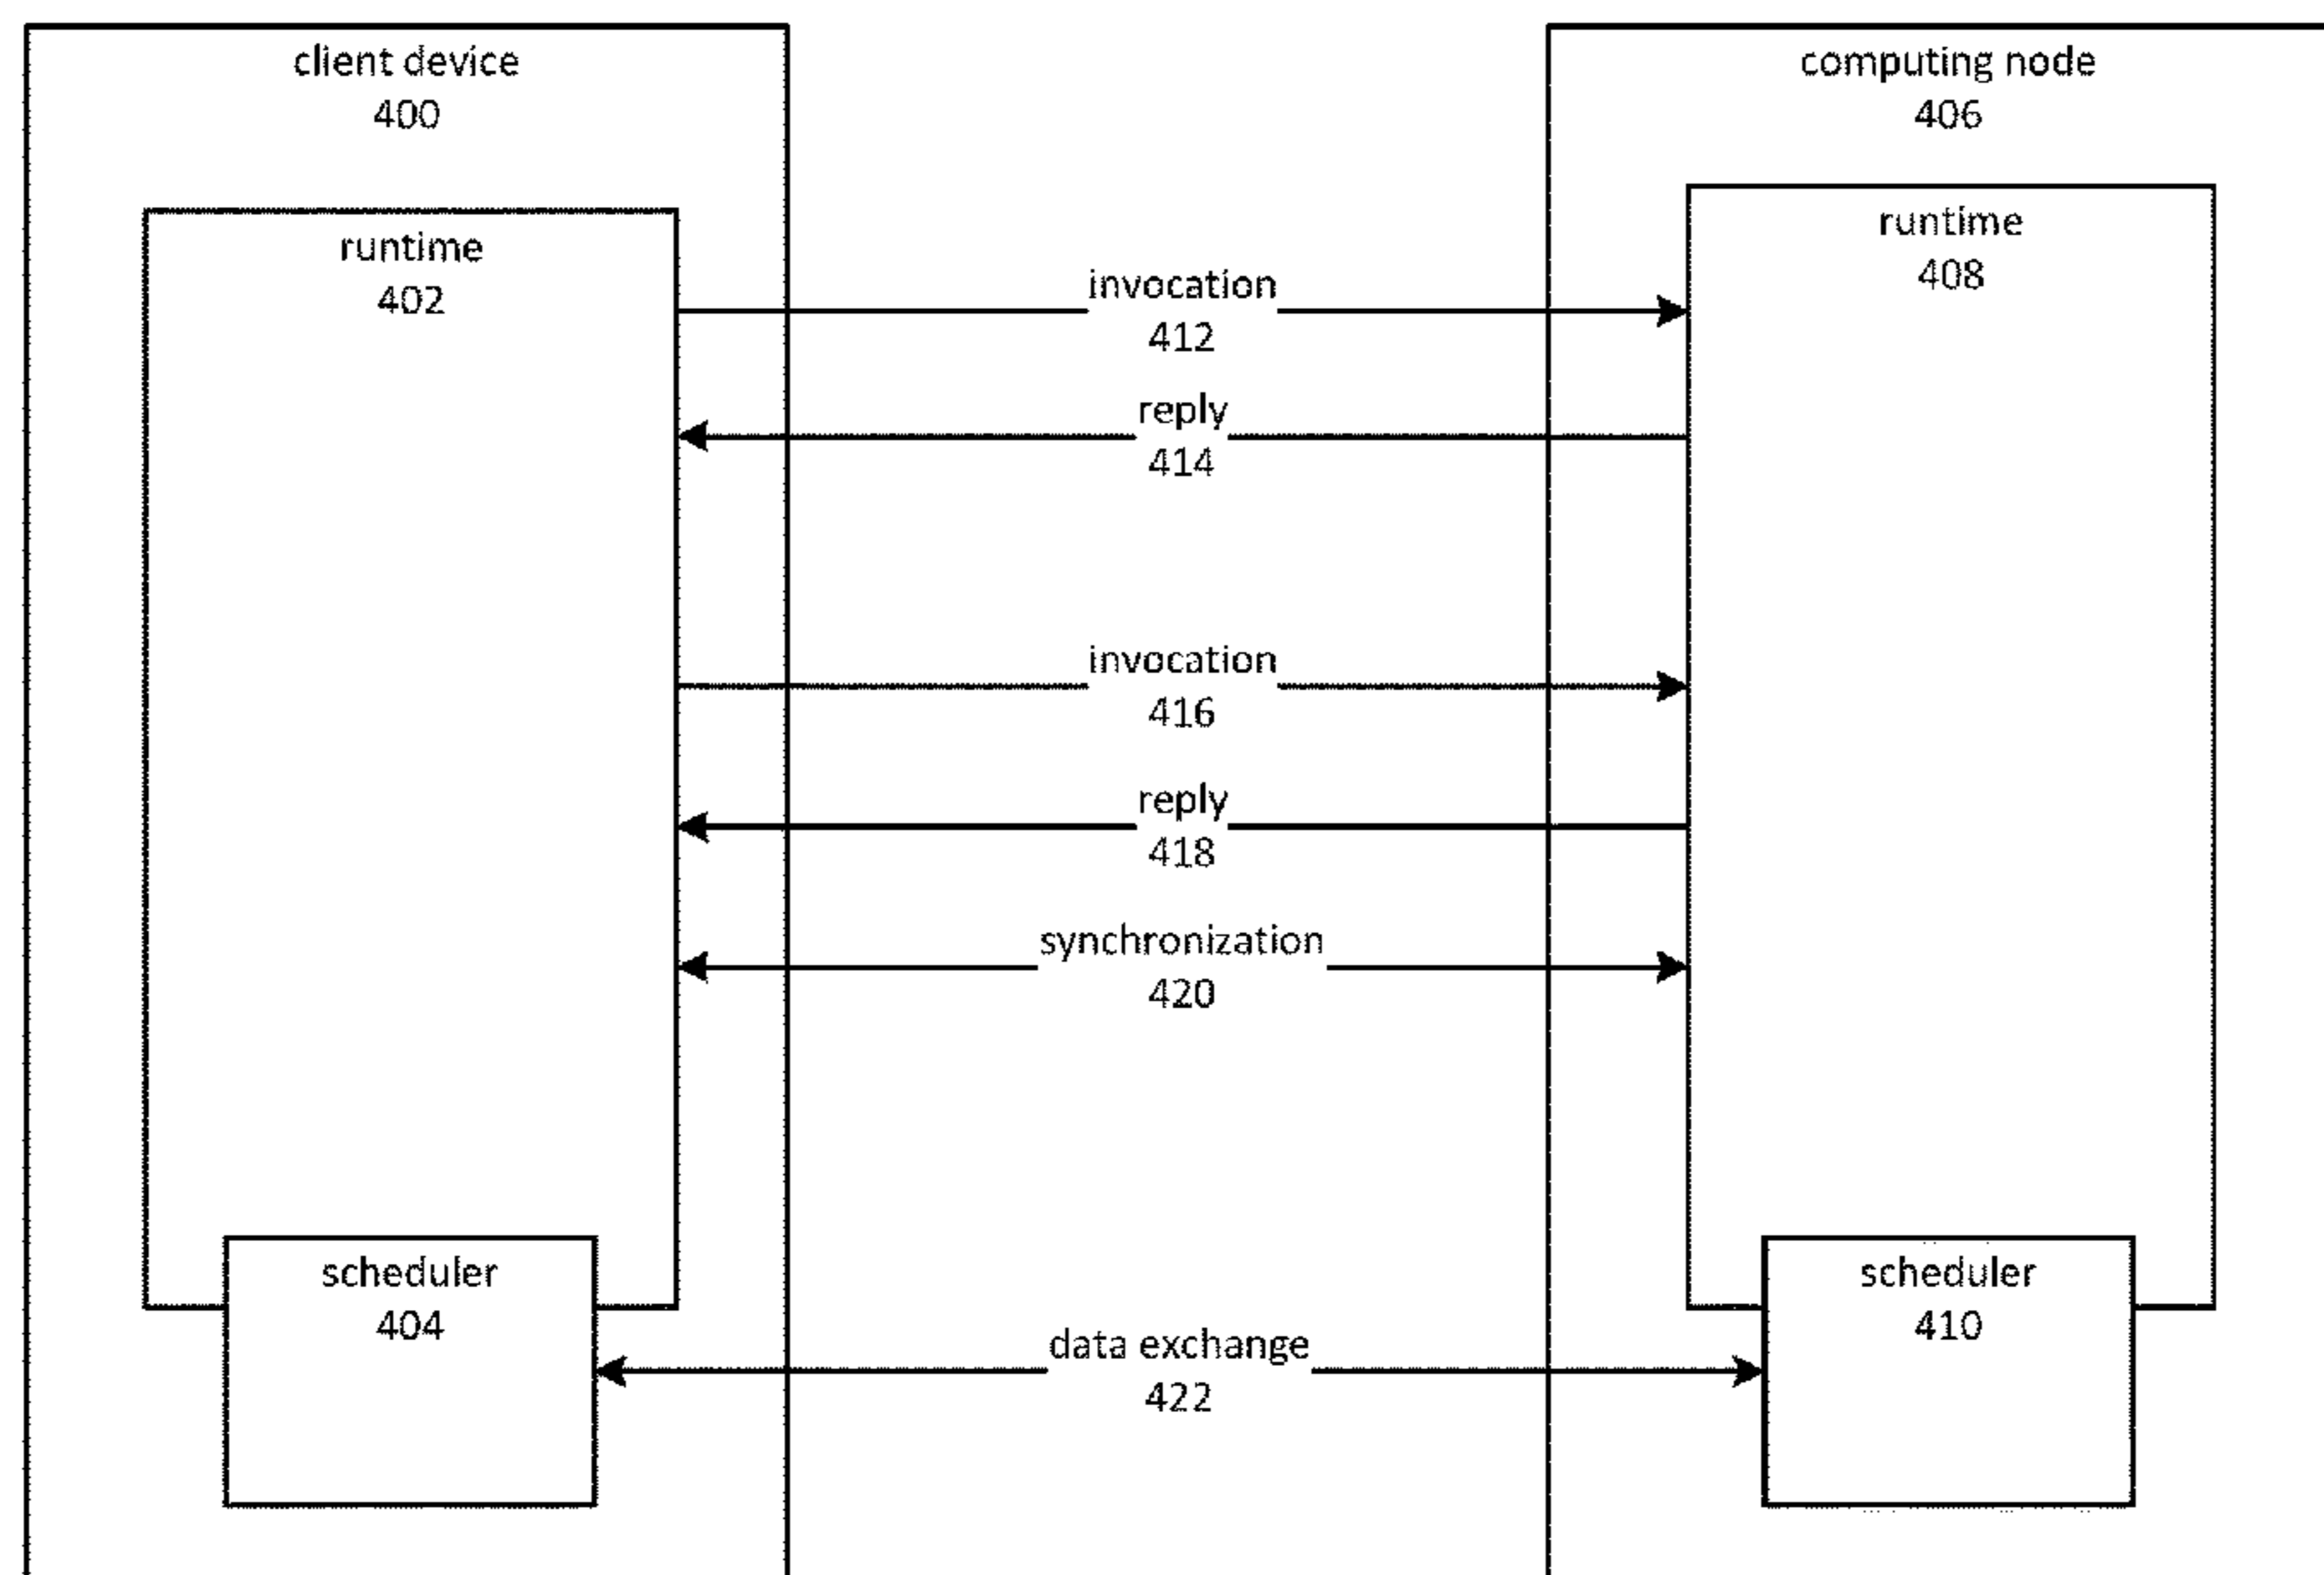 client device
400
computing node
406
runtime
402
runtime
408
invocation
412
reply
414
invocation
416
reply
418
synchronization
420
scheduler
404
scheduler
410
data exchange
422